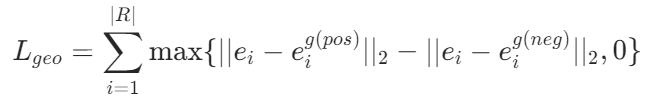 $L_{geo} = \sum_{i=1}^{|R|} \max\{||e_i - e_i^{g(pos)}||_2 - ||e_i - e_i^{g(neg)}||_2, 0\}$